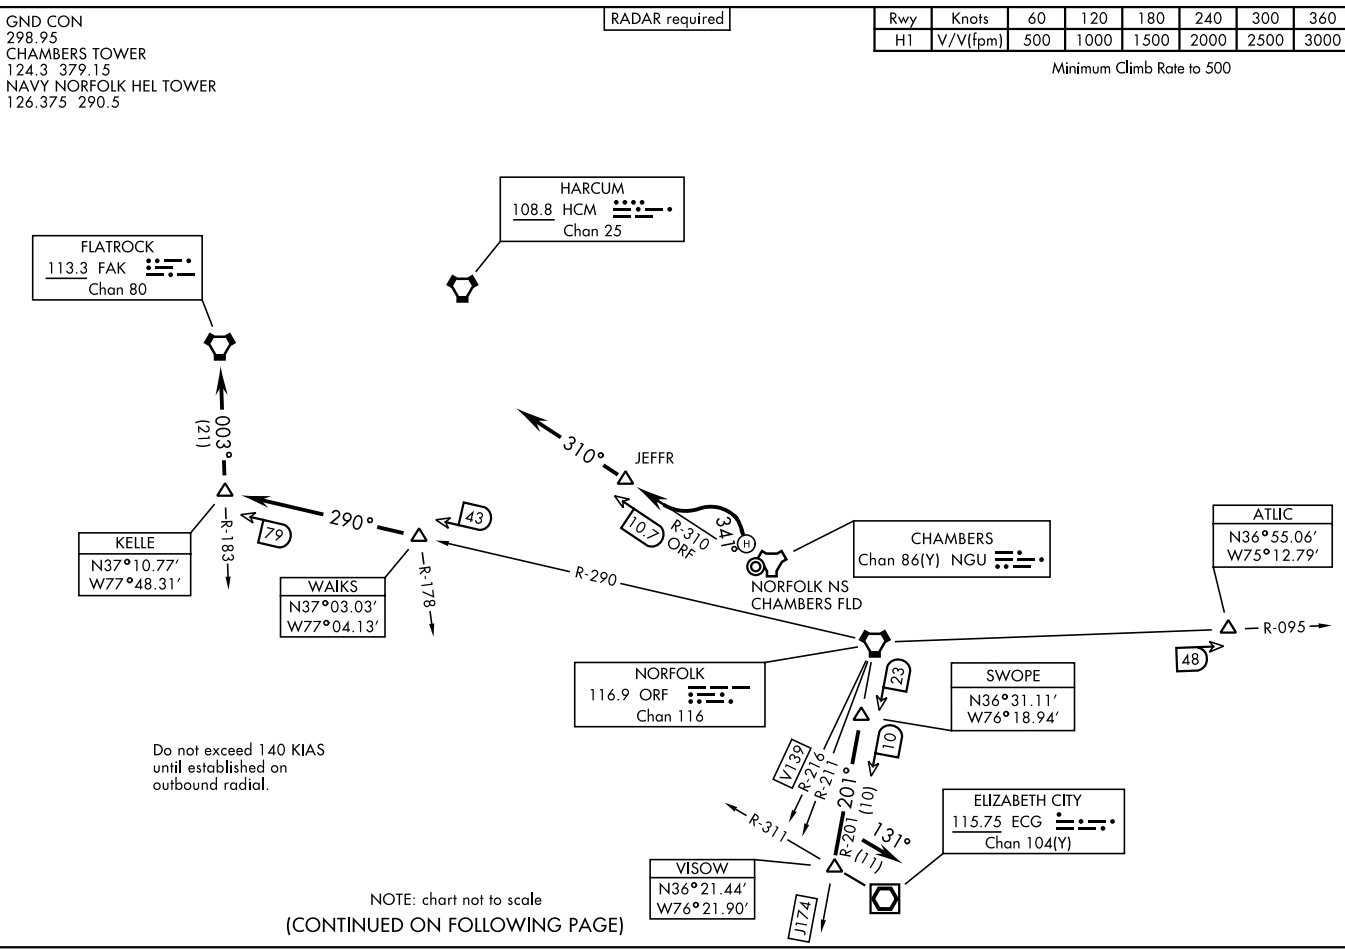 GND CON
298.95
CHAMBERS TOWER
124.3 379.15
NAVY NORFOLK HEL TOWER
126.375 290.5
RADAR required
Rwy Knots 60 120 180 240 300 360
H1 V/V(fpm) 500 1000 1500 2000 2500 3000
Minimum Climb Rate to 500
HARCUM
108.8 HCM
Chan 25
FLATROCK
113.3 FAK
Chan 80
003°
(21)
310°
JEFFR
10.7
R-310
ORF
341°
H
290°
43
79
R-183
KELLE
N37°10.77′
W77°48.31′
WAIKS
N37°03.03′
W77°04.13′
R-178
R-290
NORFOLK NS
CHAMBERS FLD
CHAMBERS
Chan 86(Y) NGU
ATLIC
N36°55.06′
W75°12.79′
R-095
48
NORFOLK
116.9 ORF
Chan 116
23
SWOPE
N36°31.11′
W76°18.94′
10
V139
R-216
R-211
201°
(10)
R-201
(11)
131°
R-311
ELIZABETH CITY
115.75 ECG
Chan 104(Y)
VISOW
N36°21.44′
W76°21.90′
J174
Do not exceed 140 KIAS
until established on
outbound radial.
NOTE: chart not to scale
(CONTINUED ON FOLLOWING PAGE)